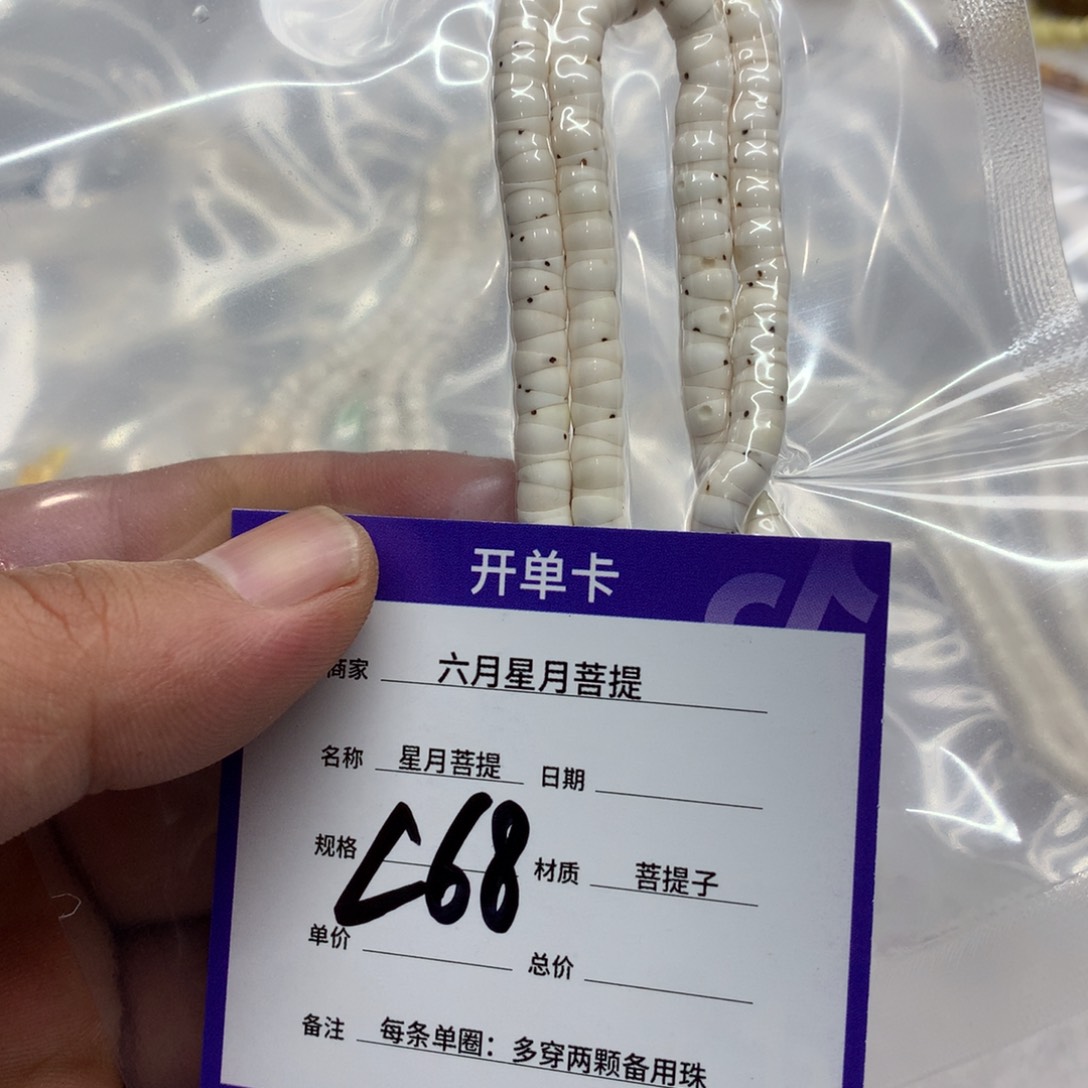 开单卡
商家 六月星月菩提
名称 星月菩提 日期
C68
规格 材质 菩提子
单价 总价
备注 每条单圈：多穿两颗备用珠